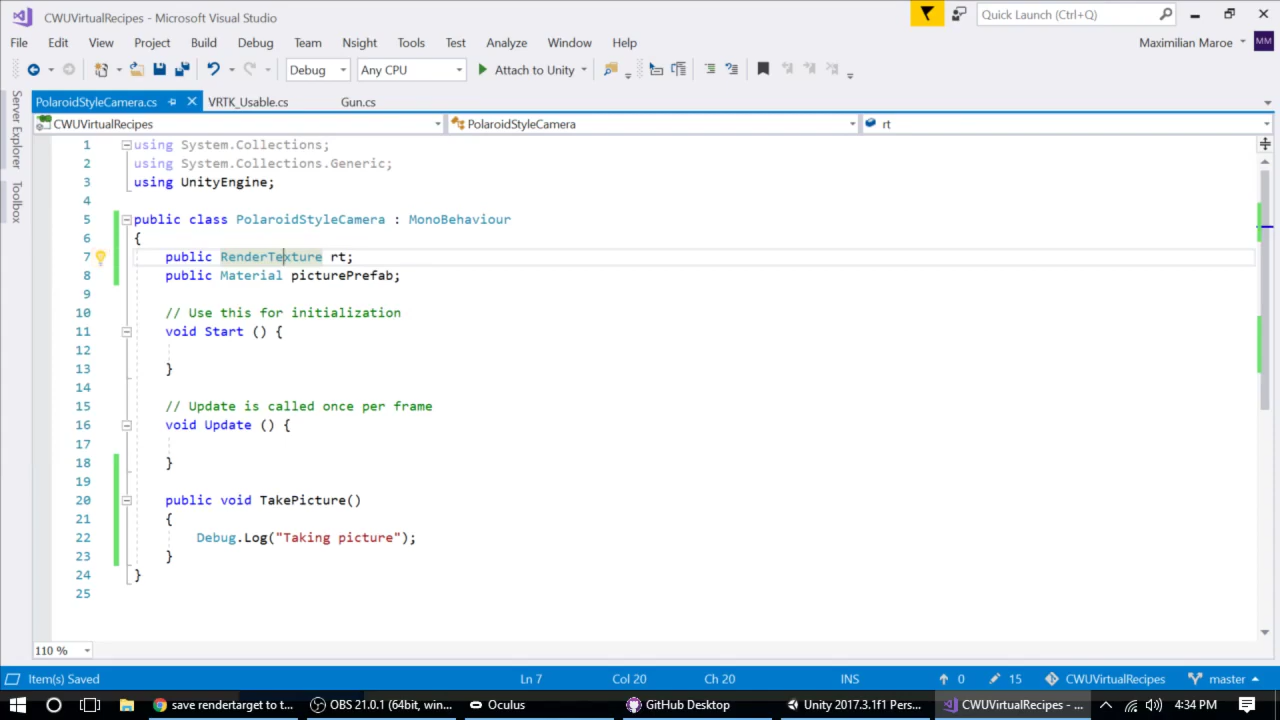 CWUVirtualRecipes - Microsoft Visual Studio
Quick Launch (Ctrl+Q)
File Edit View Project Build Debug Team Nsight Tools Test Analyze Window Help
Maximilian Maroe MM
Debug Any CPU Attach to Unity
PolaroidStyleCamera.cs VRTK_Usable.cs Gun.cs
CWUVirtualRecipes PolaroidStyleCamera rt
Server Explorer
Toolbox
1 using System.Collections;
2 using System.Collections.Generic;
3 using UnityEngine;
4
5 public class PolaroidStyleCamera : MonoBehaviour
6 {
7 public RenderTexture rt;
8 public Material picturePrefab;
9
10 // Use this for initialization
11 void Start () {
12
13 }
14
15 // Update is called once per frame
16 void Update () {
17
18 }
19
20 public void TakePicture()
21 {
22 Debug.Log("Taking picture");
23 }
24 }
25
110 %
Item(s) Saved Ln 7 Col 20 Ch 20 INS 0 15 CWUVirtualRecipes master
save rendertarget to t... OBS 21.0.1 (64bit, win... Oculus GitHub Desktop Unity 2017.3.1f1 Pers... CWUVirtualRecipes - ... 4:34 PM